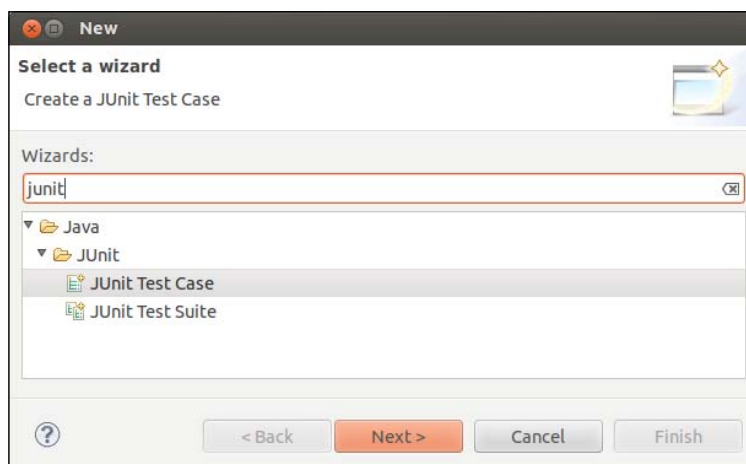 New
Select a wizard
Create a JUnit Test Case
Wizards:
junit
Java
JUnit
JUnit Test Case
JUnit Test Suite
? < Back Next > Cancel Finish